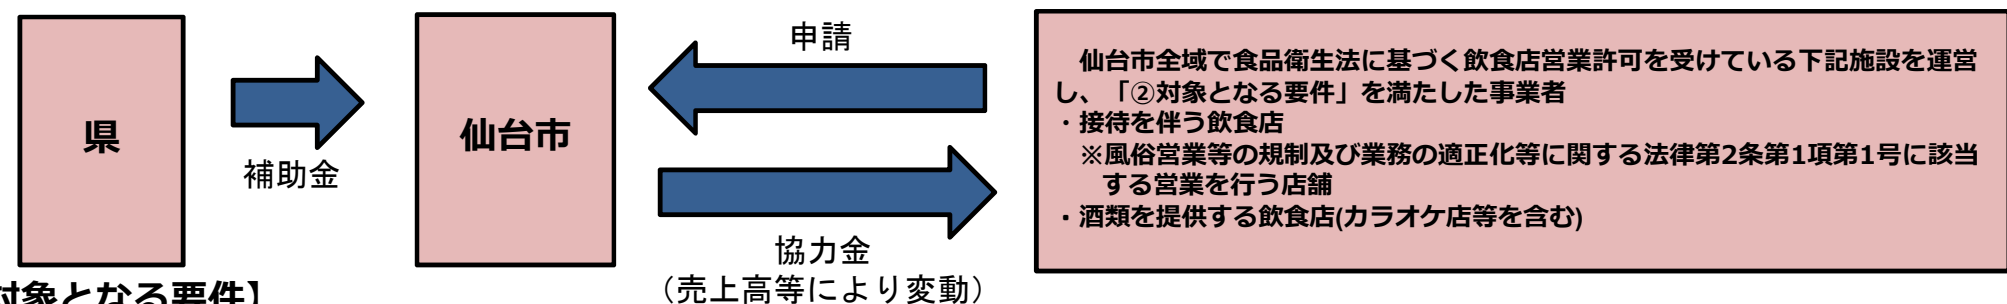 県
補助金
仙台市
申請
協力金
（売上高等により変動）
仙台市全域で食品衛生法に基づく飲食店営業許可を受けている下記施設を運営
し、「②対象となる要件」を満たした事業者
・接待を伴う飲食店
※風俗営業等の規制及び業務の適正化等に関する法律第2条第1項第1号に該当
する営業を行う店舗
・酒類を提供する飲食店(カラオケ店等を含む)
対象となる要件】